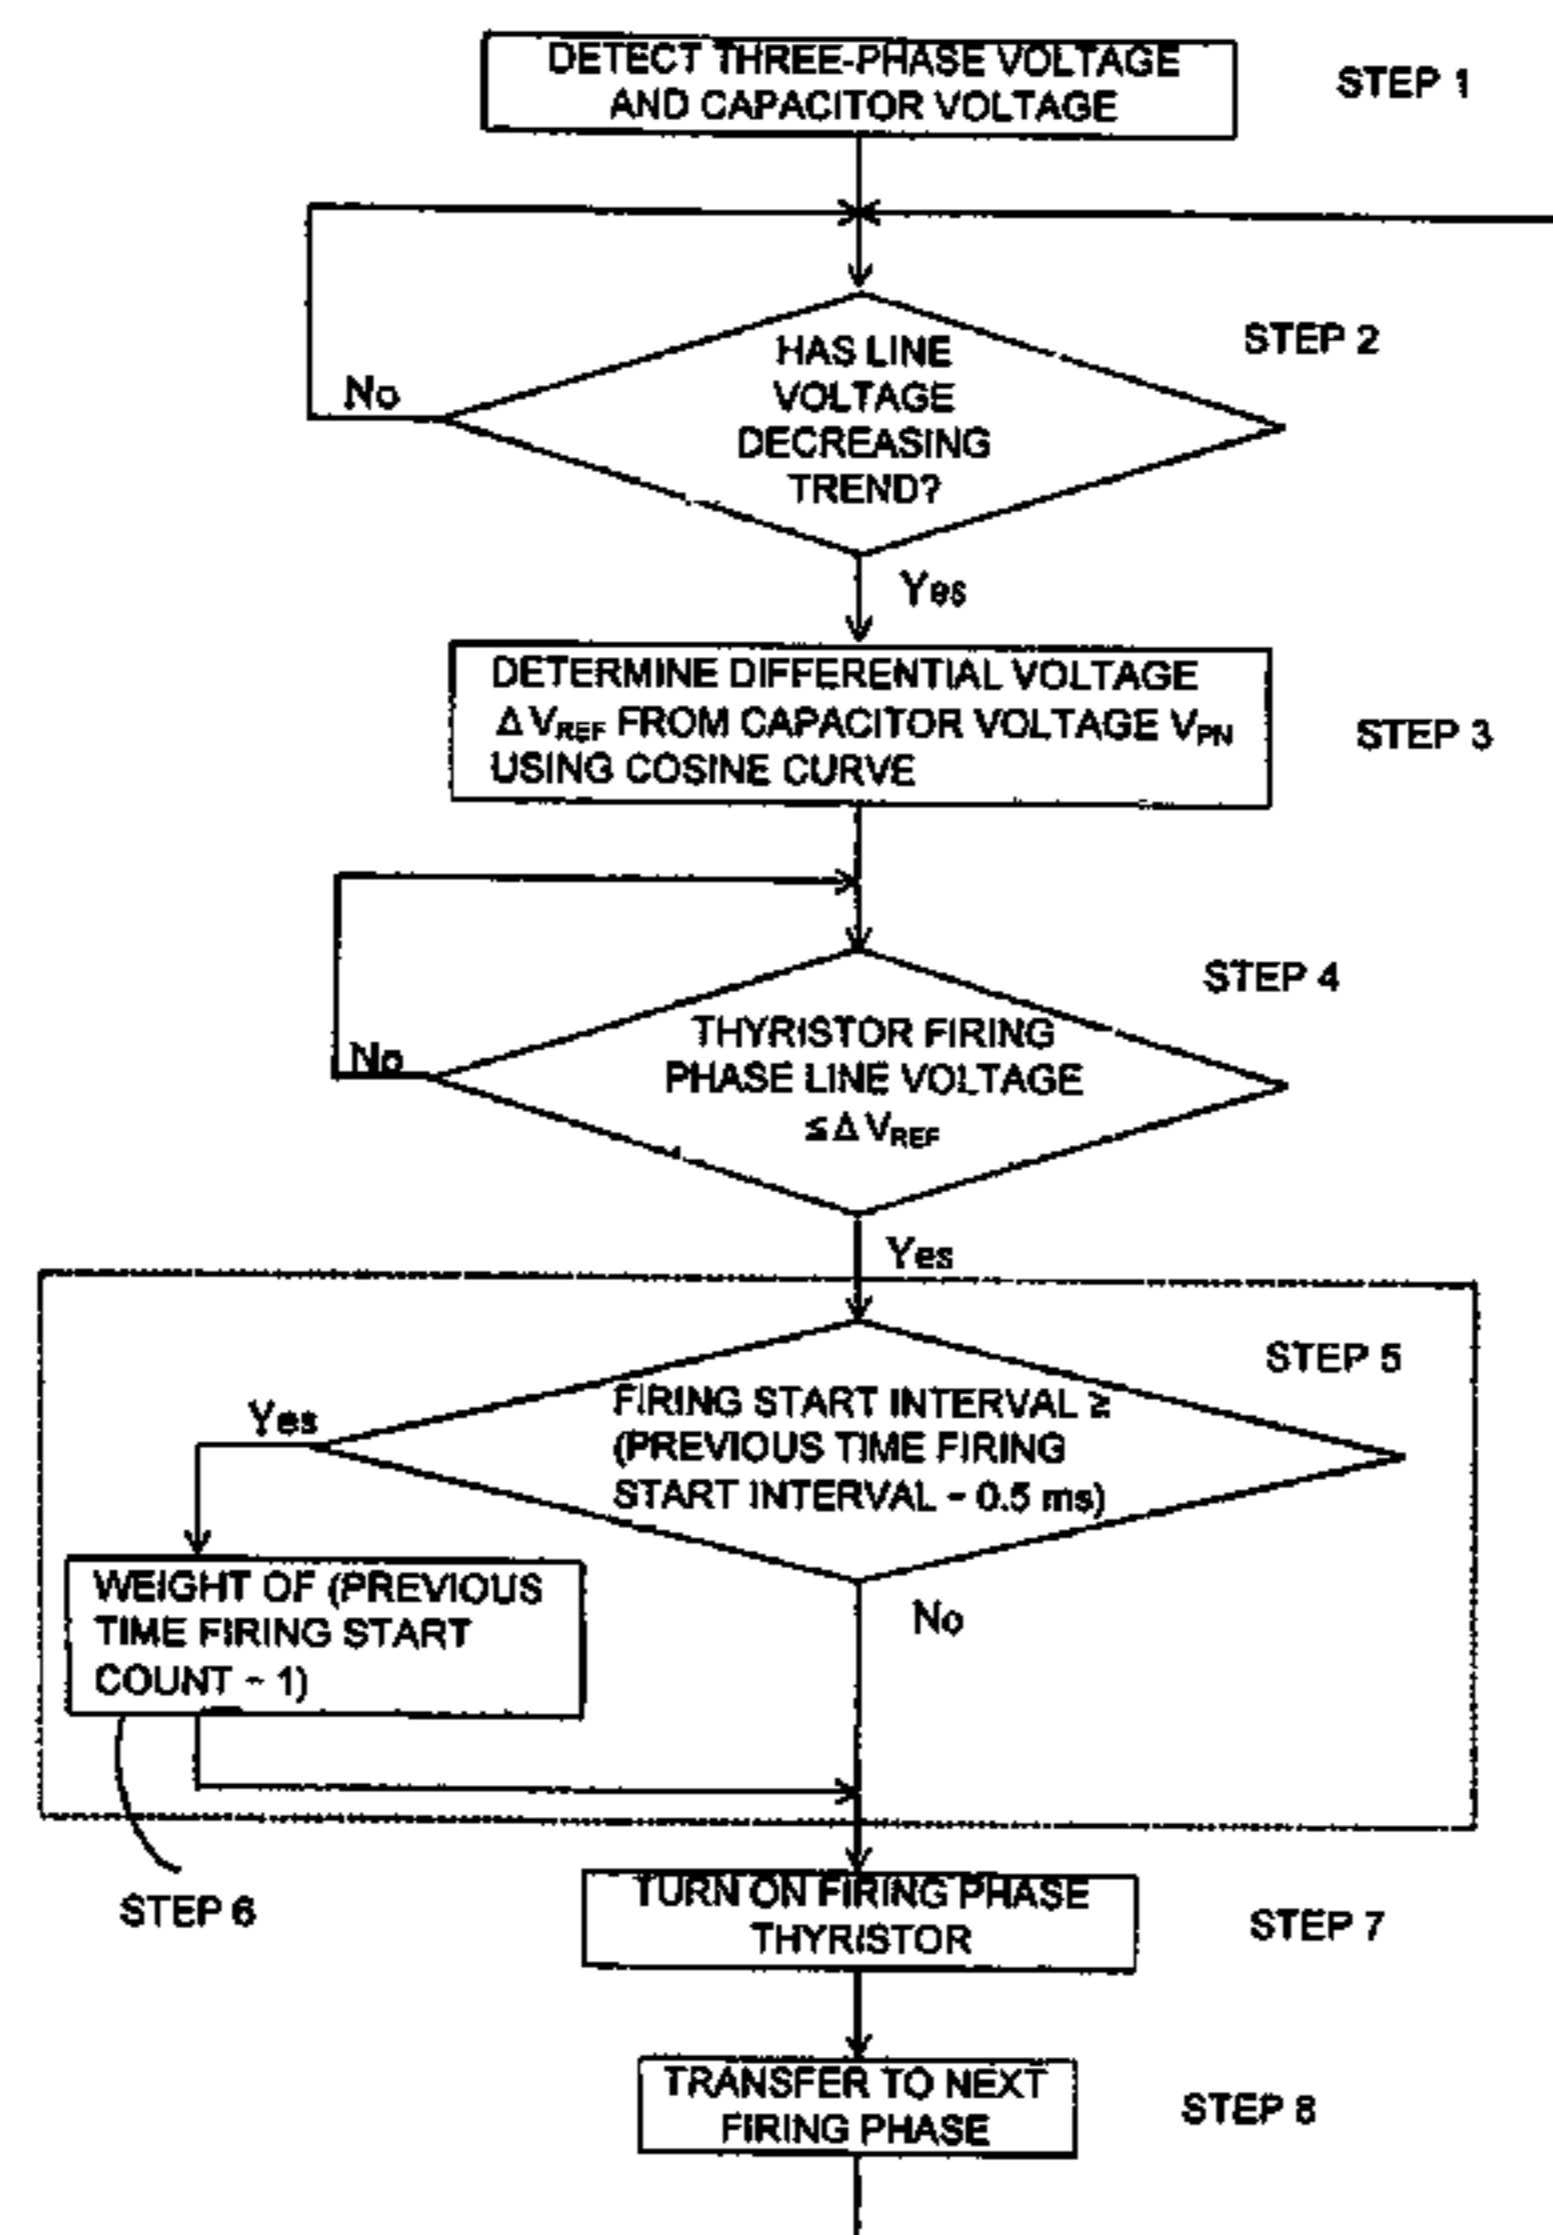 DETECT THREE-PHASE VOLTAGE
AND CAPACITOR VOLTAGE
STEP 1
HAS LINE
VOLTAGE
DECREASING
TREND?
STEP 2
No
Yes
DETERMINE DIFFERENTIAL VOLTAGE
Δ VREF FROM CAPACITOR VOLTAGE VPN
USING COSINE CURVE
STEP 3
STEP 4
THYRISTOR FIRING
PHASE LINE VOLTAGE
≤ Δ VREF
No
Yes
STEP 5
FIRING START INTERVAL ≥
(PREVIOUS TIME FIRING
START INTERVAL - 0.5 ms)
Yes
No
WEIGHT OF (PREVIOUS
TIME FIRING START
COUNT - 1)
STEP 6
TURN ON FIRING PHASE
THYRISTOR
STEP 7
TRANSFER TO NEXT
FIRING PHASE
STEP 8